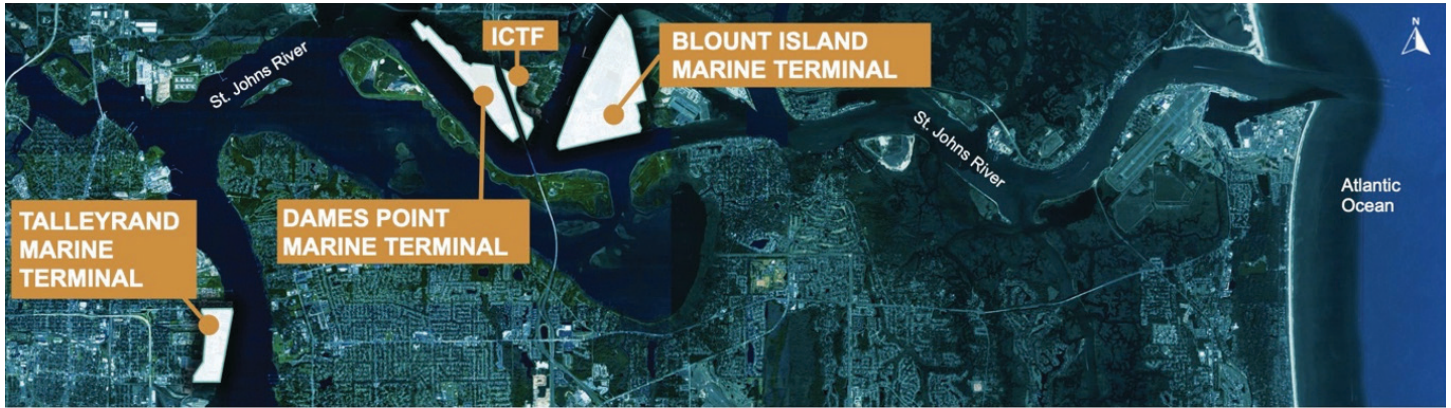 ICTF
BLOUNT ISLAND
MARINE TERMINAL
St. Johns River
N
St. Johns River
Atlantic
Ocean
TALLEYRAND
MARINE
TERMINAL
DAMES POINT
MARINE TERMINAL